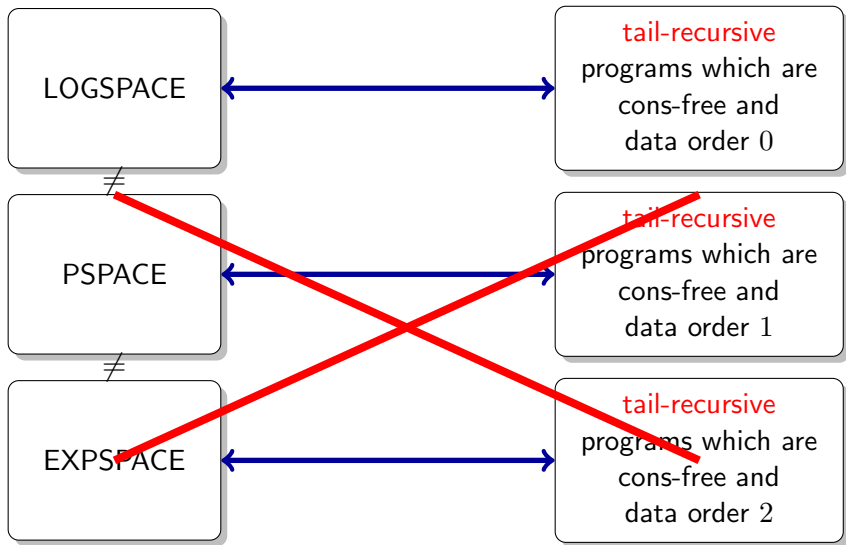 LOGSPACE
tail-recursive
programs which are
cons-free and
data order 0
≠
PSPACE
tail-recursive
programs which are
cons-free and
data order 1
≠
EXPSPACE
tail-recursive
programs which are
cons-free and
data order 2